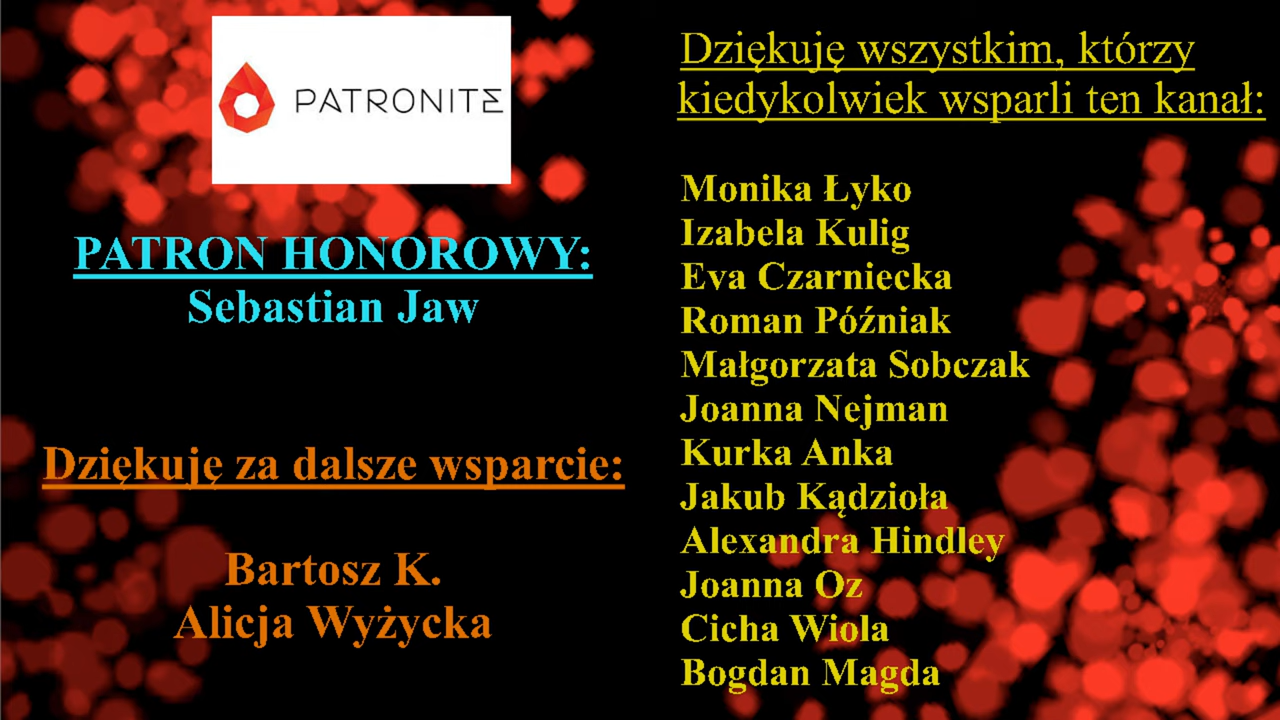 PATRONITE
PATRON HONOROWY:
Sebastian Jaw
Dziękuję za dalsze wsparcie:
Bartosz K.
Alicja Wyżycka
Dziękuję wszystkim, którzy
kiedykolwiek wsparli ten kanał:
Monika Łyko
Izabela Kulig
Eva Czarniecka
Roman Późniak
Małgorzata Sobczak
Joanna Nejman
Kurka Anka
Jakub Kądzioła
Alexandra Hindley
Joanna Oz
Cicha Wiola
Bogdan Magda